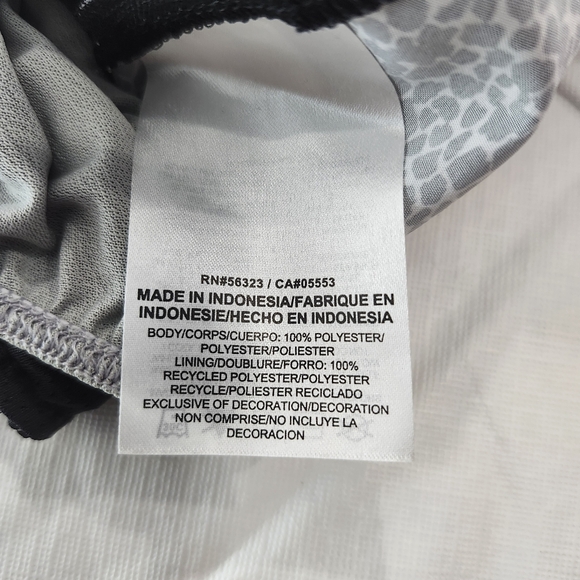 RN#56323 / CA#05553
MADE IN INDONESIA/FABRIQUE EN
INDONESIE/HECHO EN INDONESIA
BODY/CORPS/CUERPO: 100% POLYESTER/
POLYESTER/POLIESTER
LINING/DOUBLURE/FORRO: 100%
RECYCLED POLYESTER/POLYESTER
RECYCLE/POLIESTER RECICLADO
EXCLUSIVE OF DECORATION/DECORATION
NON COMPRISE/NO INCLUYE LA
DECORACION